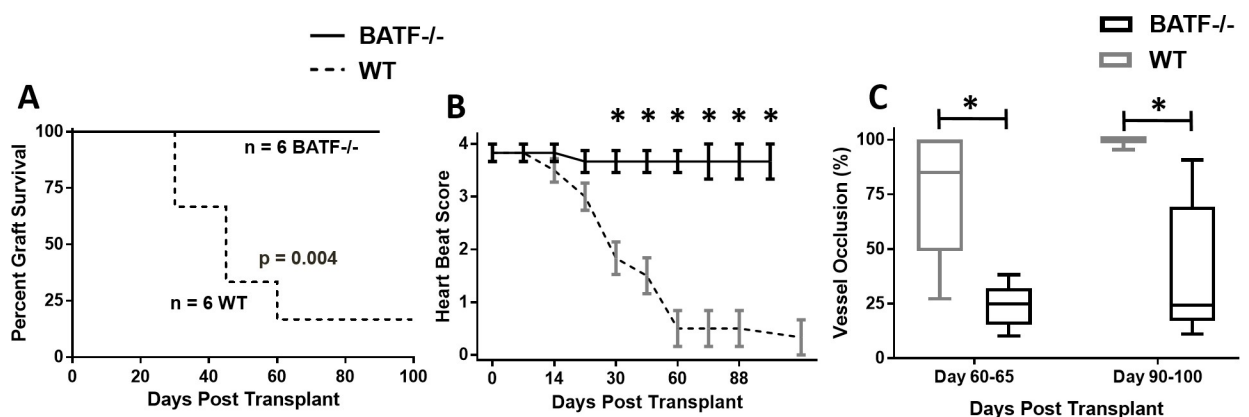 BATF-/-
WT
A
Percent Graft Survival
100
75
50
25
0
n = 6 BATF-/-
p = 0.004
n = 6 WT
0 20 40 60 80 100
Days Post Transplant
B
* * * * * *
Heart Beat Score
4
3
2
1
0
0 14 30 60 88
Days Post Transplant
BATF-/-
WT
C
* *
Vessel Occlusion (%)
100
75
50
25
0
Day 60-65 Day 90-100
Days Post Transplant